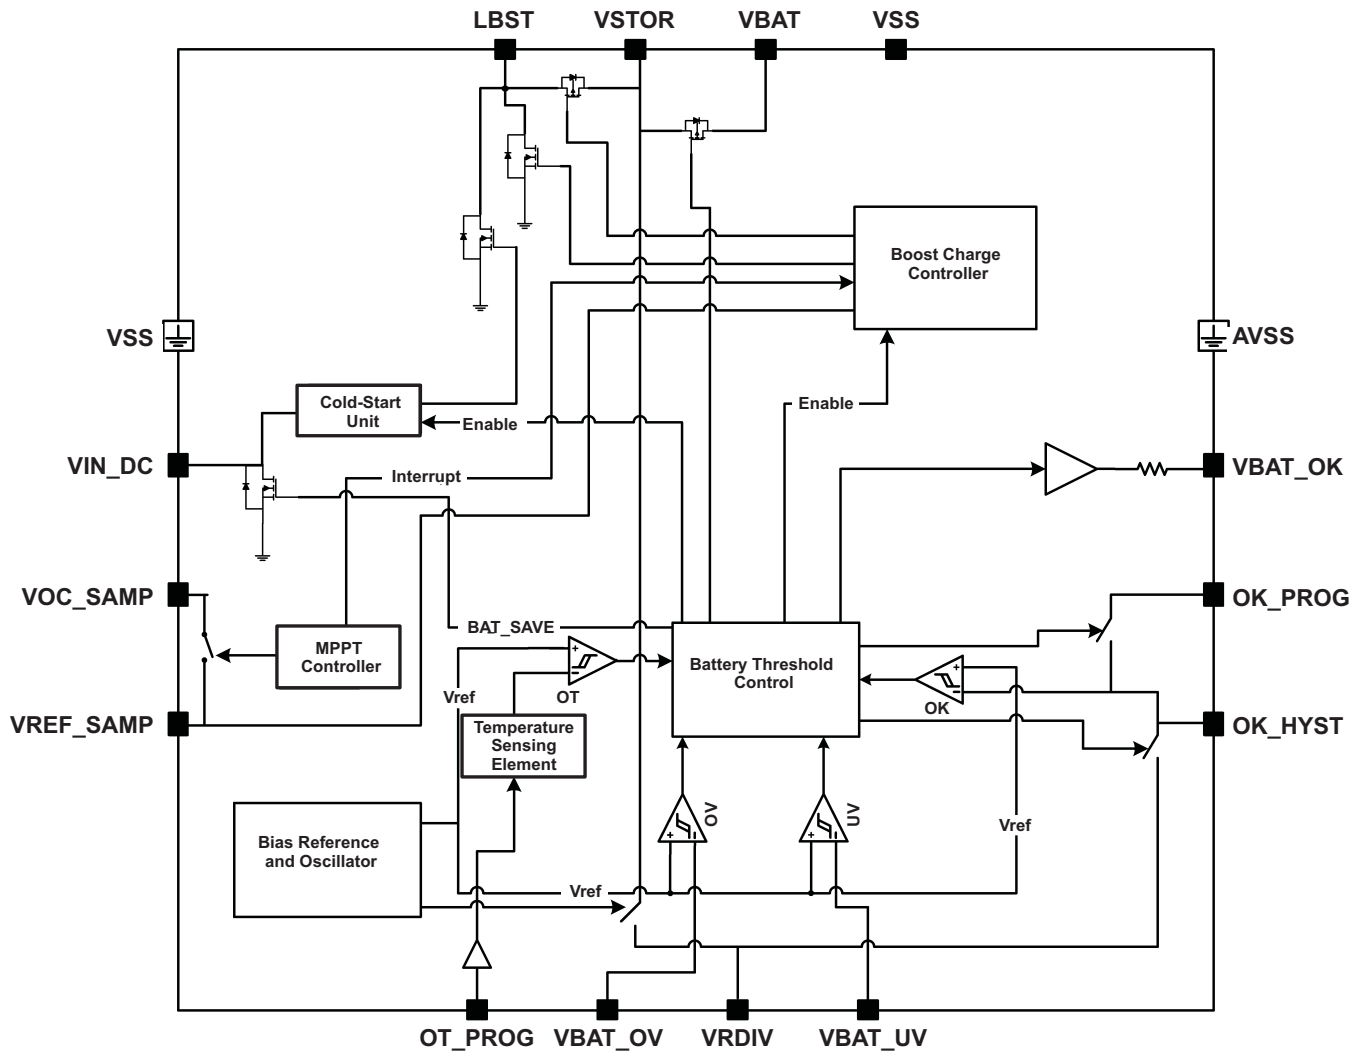 LBST
VSTOR
VBAT
VSS
Boost Charge
Controller
VSS
AVSS
Cold-Start
Unit
Enable
Enable
VIN_DC
Interrupt
VBAT_OK
VOC_SAMP
OK_PROG
BAT_SAVE
MPPT
Controller
Battery Threshold
Control
+
–
OT
+
–
OK
Vref
VREF_SAMP
Temperature
Sensing
Element
OK_HYST
+
–
OV
+
–
UV
Vref
Bias Reference
and Oscillator
Vref
OT_PROG
VBAT_OV
VRDIV
VBAT_UV